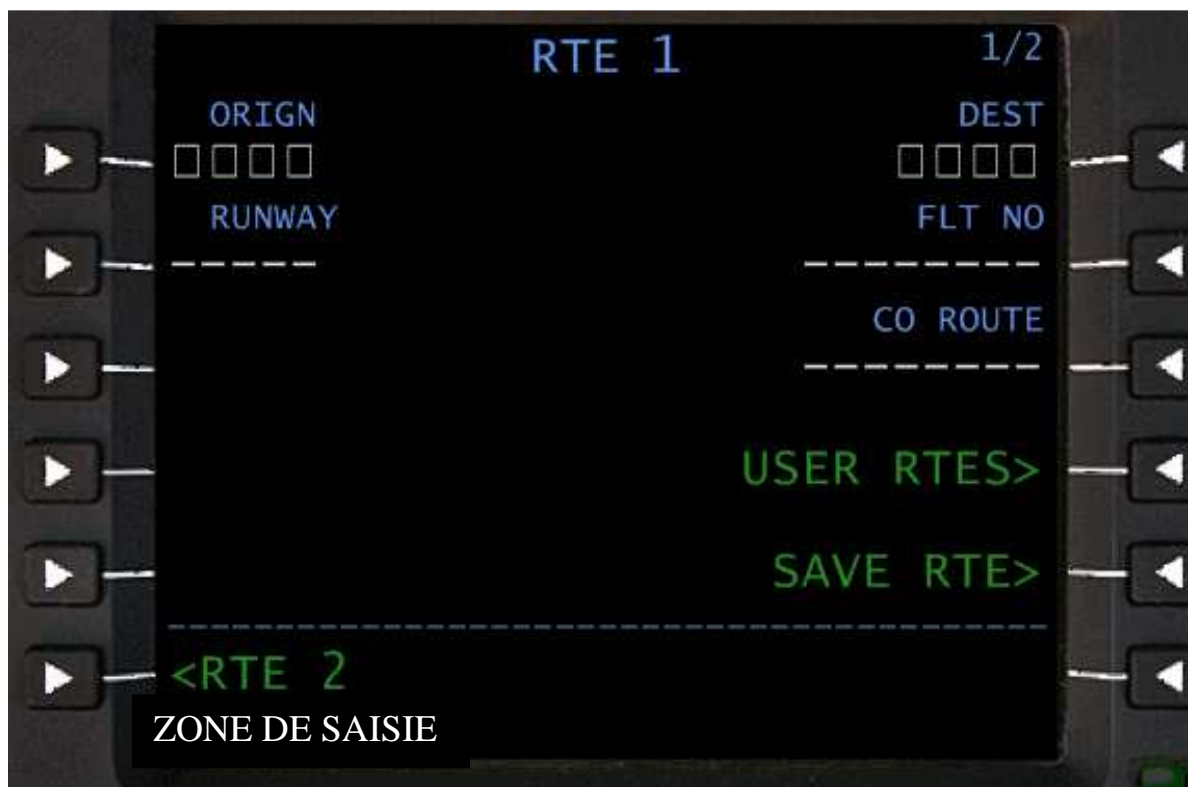 RTE 1 1/2
ORIGN DEST
□□□□ □□□□
RUNWAY FLT NO
----- --------
CO ROUTE
--------
USER RTES>
SAVE RTE>
<RTE 2
ZONE DE SAISIE